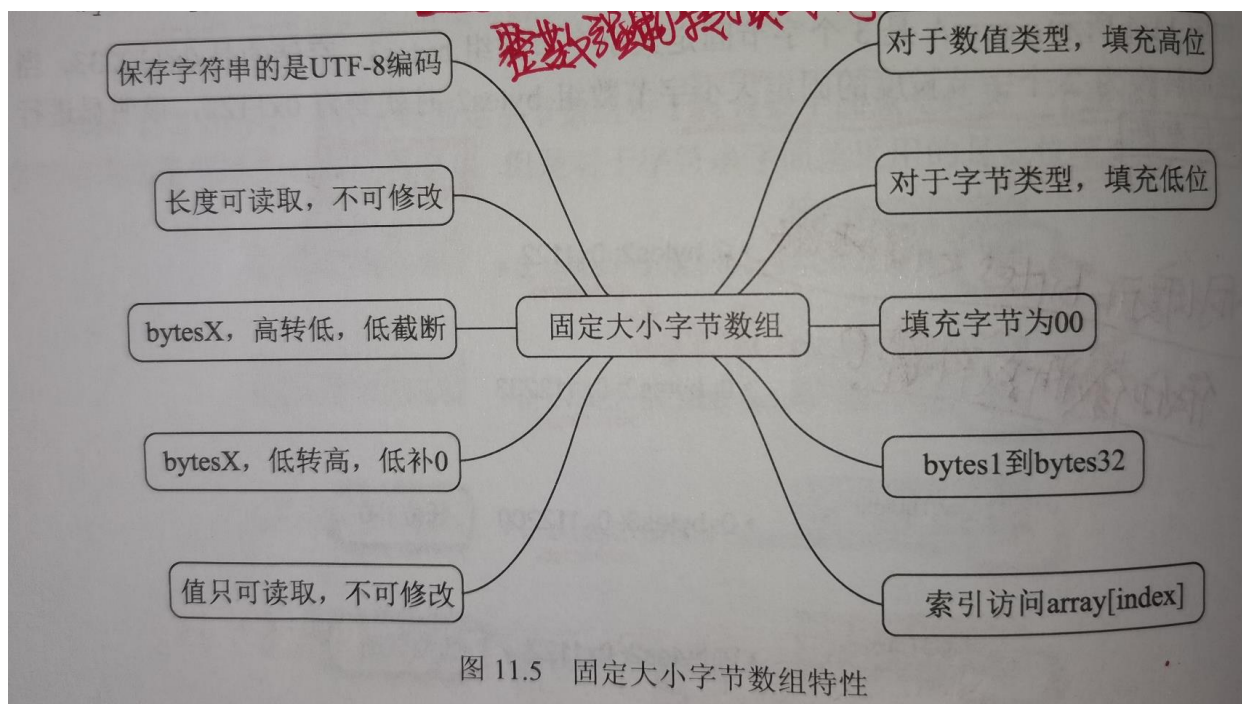 保存字符串的是UTF-8编码
对于数值类型，填充高位
长度可读取，不可修改
对于字节类型，填充低位
bytesX，高转低，低截断
固定大小字节数组
填充字节为00
bytesX，低转高，低补0
bytes1到bytes32
值只可读取，不可修改
索引访问array[index]
图 11.5 固定大小字节数组特性